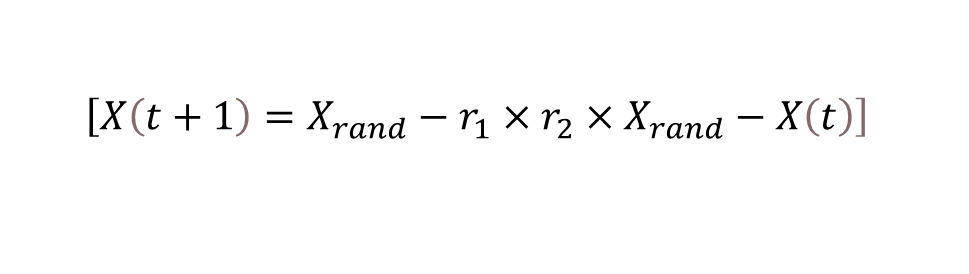 [X(t + 1) = X_rand − r_1 × r_2 × X_rand − X(t)]